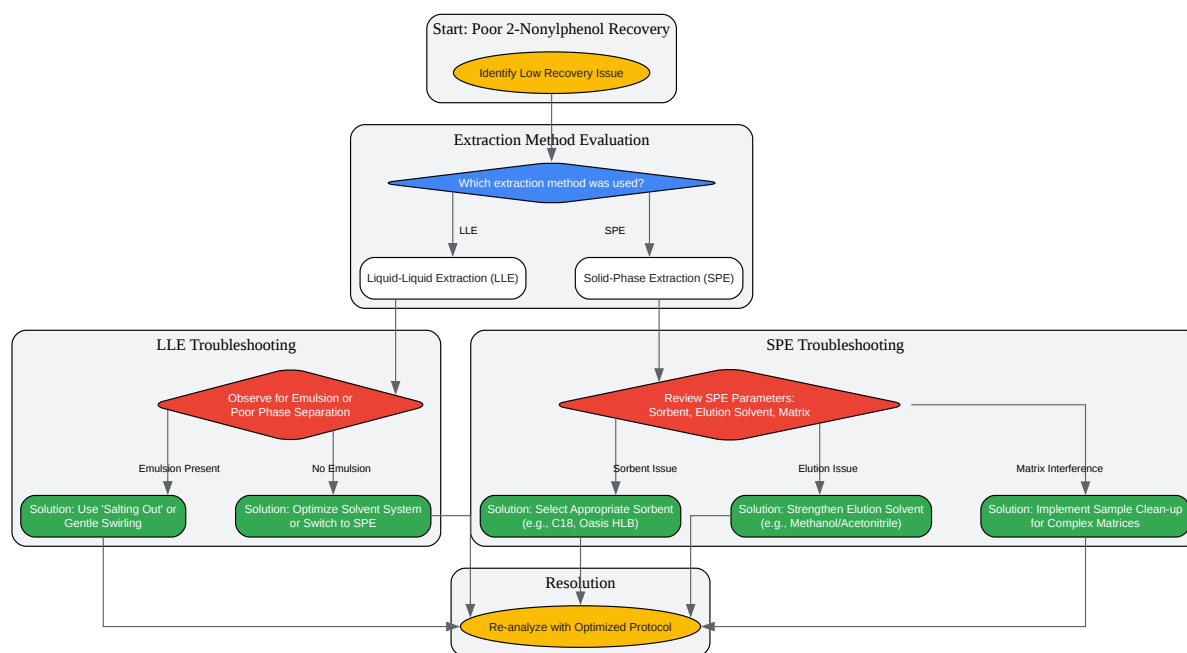 Start: Poor 2-Nonylphenol Recovery
Identify Low Recovery Issue
Extraction Method Evaluation
Which extraction method was used?
LLE
SPE
Liquid-Liquid Extraction (LLE)
Solid-Phase Extraction (SPE)
LLE Troubleshooting
Observe for Emulsion or
Poor Phase Separation
Emulsion Present
No Emulsion
Solution: Use 'Salting Out' or
Gentle Swirling
Solution: Optimize Solvent System
or Switch to SPE
SPE Troubleshooting
Review SPE Parameters:
Sorbent, Elution Solvent, Matrix
Sorbent Issue
Elution Issue
Matrix Interference
Solution: Select Appropriate Sorbent
(e.g., C18, Oasis HLB)
Solution: Strengthen Elution Solvent
(e.g., Methanol/Acetonitrile)
Solution: Implement Sample Clean-up
for Complex Matrices
Resolution
Re-analyze with Optimized Protocol